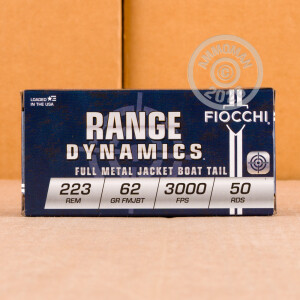 LOADED
IN THE USA
FIOCCHI
RANGE
DYNAMICS
FULL METAL JACKET BOAT TAIL
223 62 3000 50
REM GR FMJBT FPS RDS